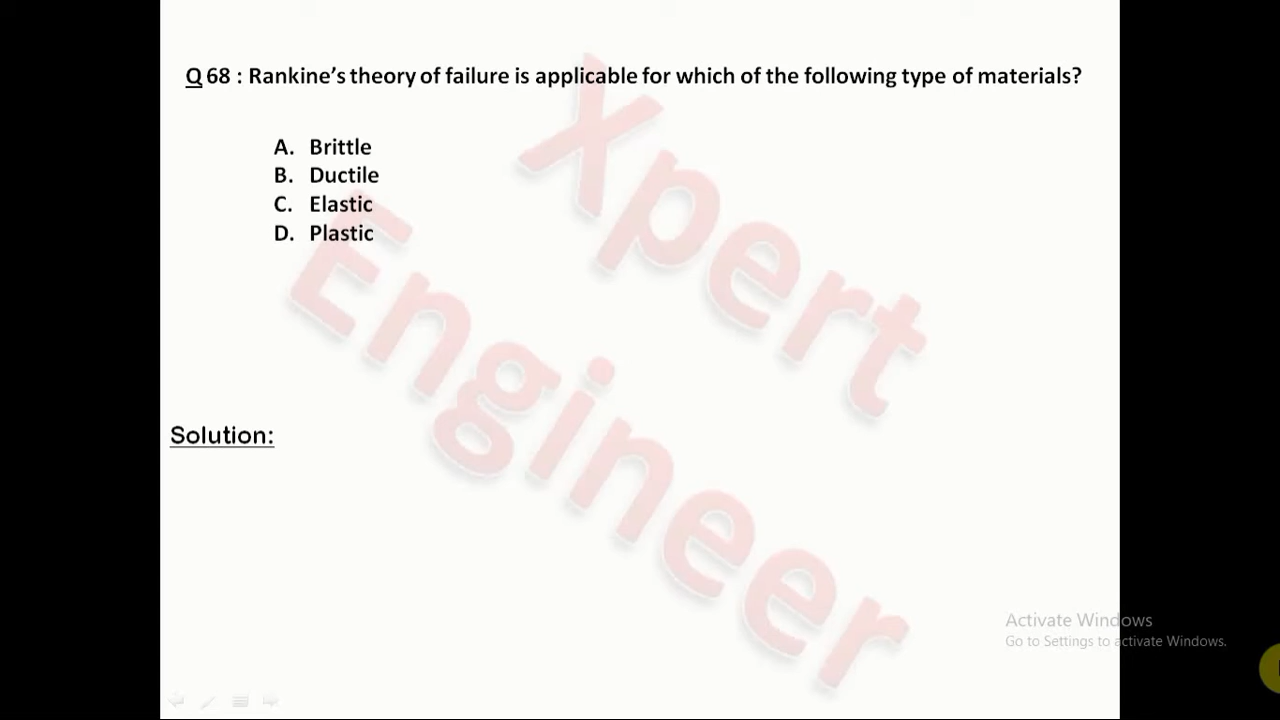 Q 68 : Rankine's theory of failure is applicable for which of the following type of materials?
A. Brittle
B. Ductile
C. Elastic
D. Plastic
Xpert
Engineer
Solution:
Activate Windows
Go to Settings to activate Windows.